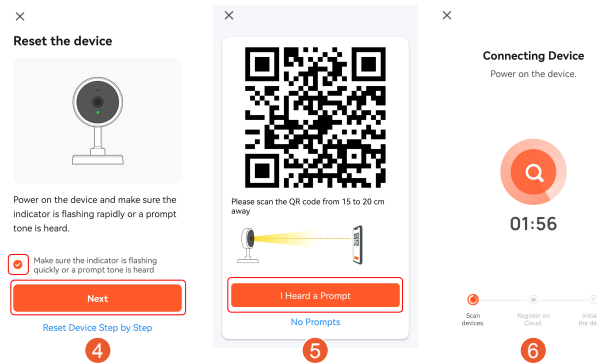 Reset the device
Power on the device and make sure the
indicator is flashing rapidly or a prompt
tone is heard.
Make sure the indicator is flashing
quickly or a prompt tone is heard
Next
Reset Device Step by Step
4
Please scan the QR code from 15 to 20 cm
away
I Heard a Prompt
No Prompts
5
Connecting Device
Power on the device.
01:56
Scan
devices.
Register on
Cloud.
6